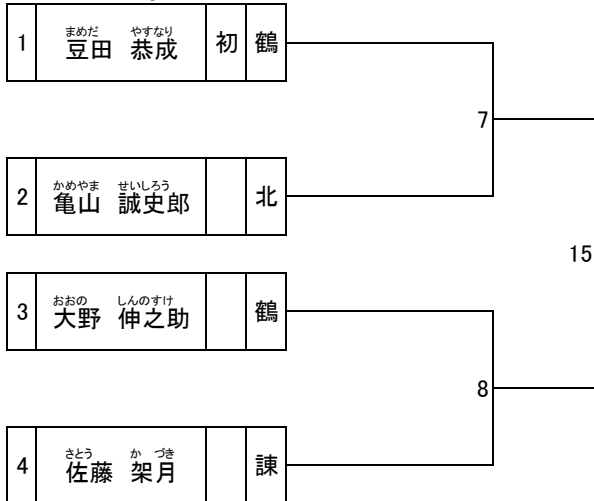 まめだ やすなり
1 豆田 恭成 初 鶴
7
かめやま せいしろう
2 亀山 誠史郎 北
15
おおの しんのすけ
3 大野 伸之助 鶴
8
さとう かづき
4 佐藤 架月 諌